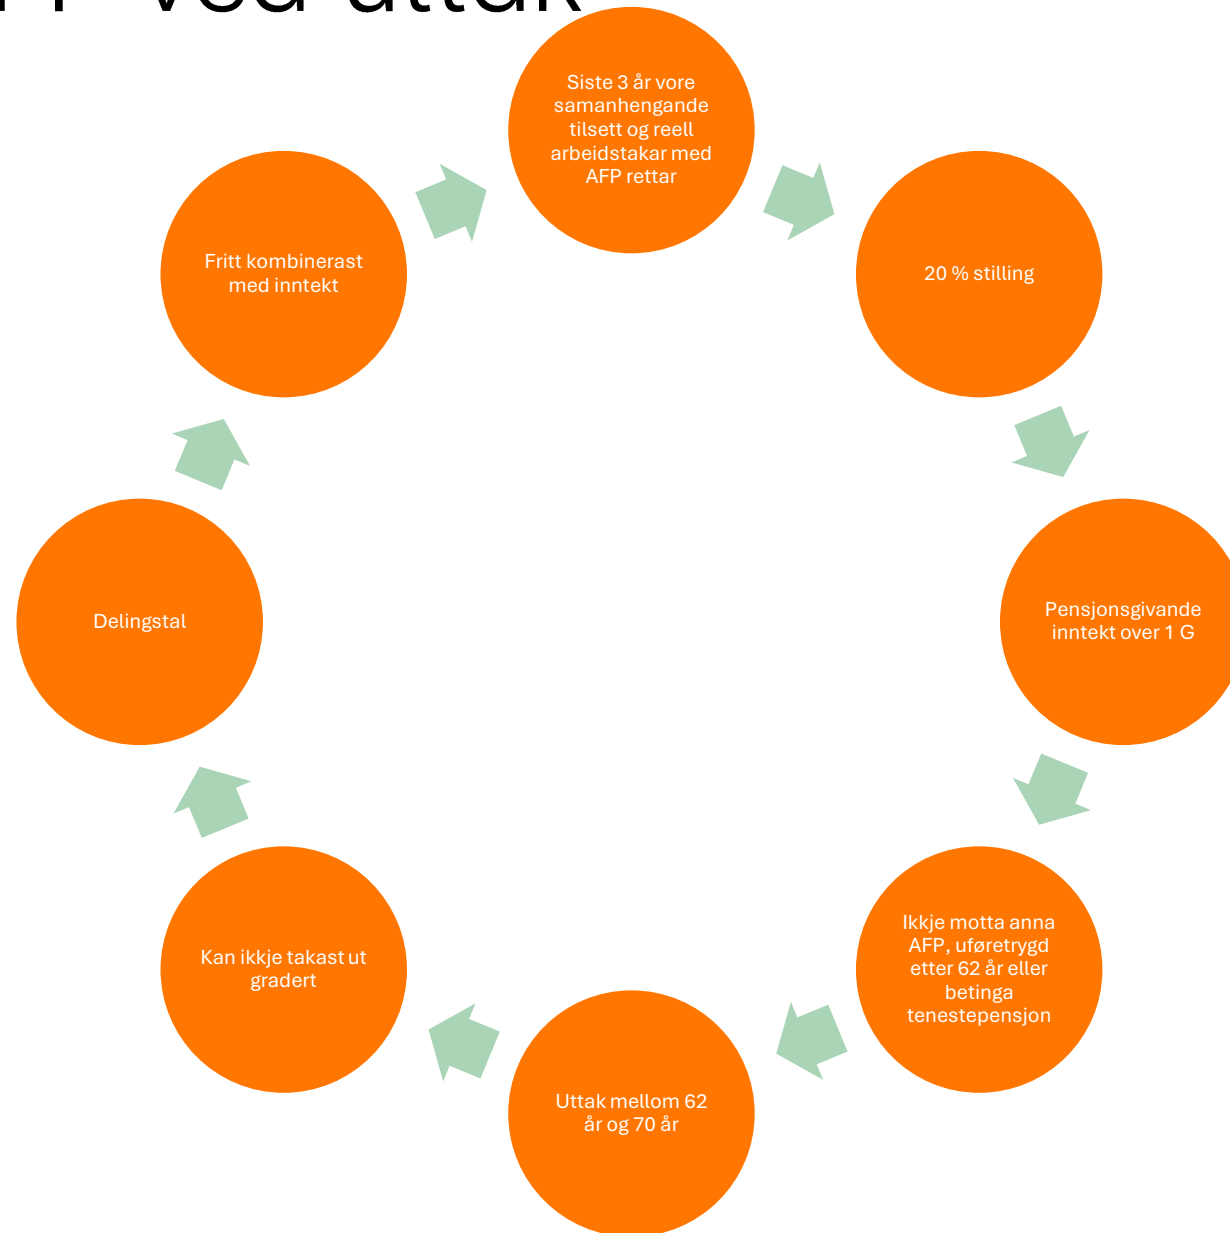 ved uttak
Siste 3 år vore
samanhengande
tilsett og reell
arbeidstakar med
AFP rettar
20 % stilling
Pensjonsgivande
inntekt over 1 G
Ikkje motta anna
AFP, uføretrygd
etter 62 år eller
betinga
tenestepensjon
Uttak mellom 62
år og 70 år
Kan ikkje takast ut
gradert
Delingstal
Fritt kombinerast
med inntekt